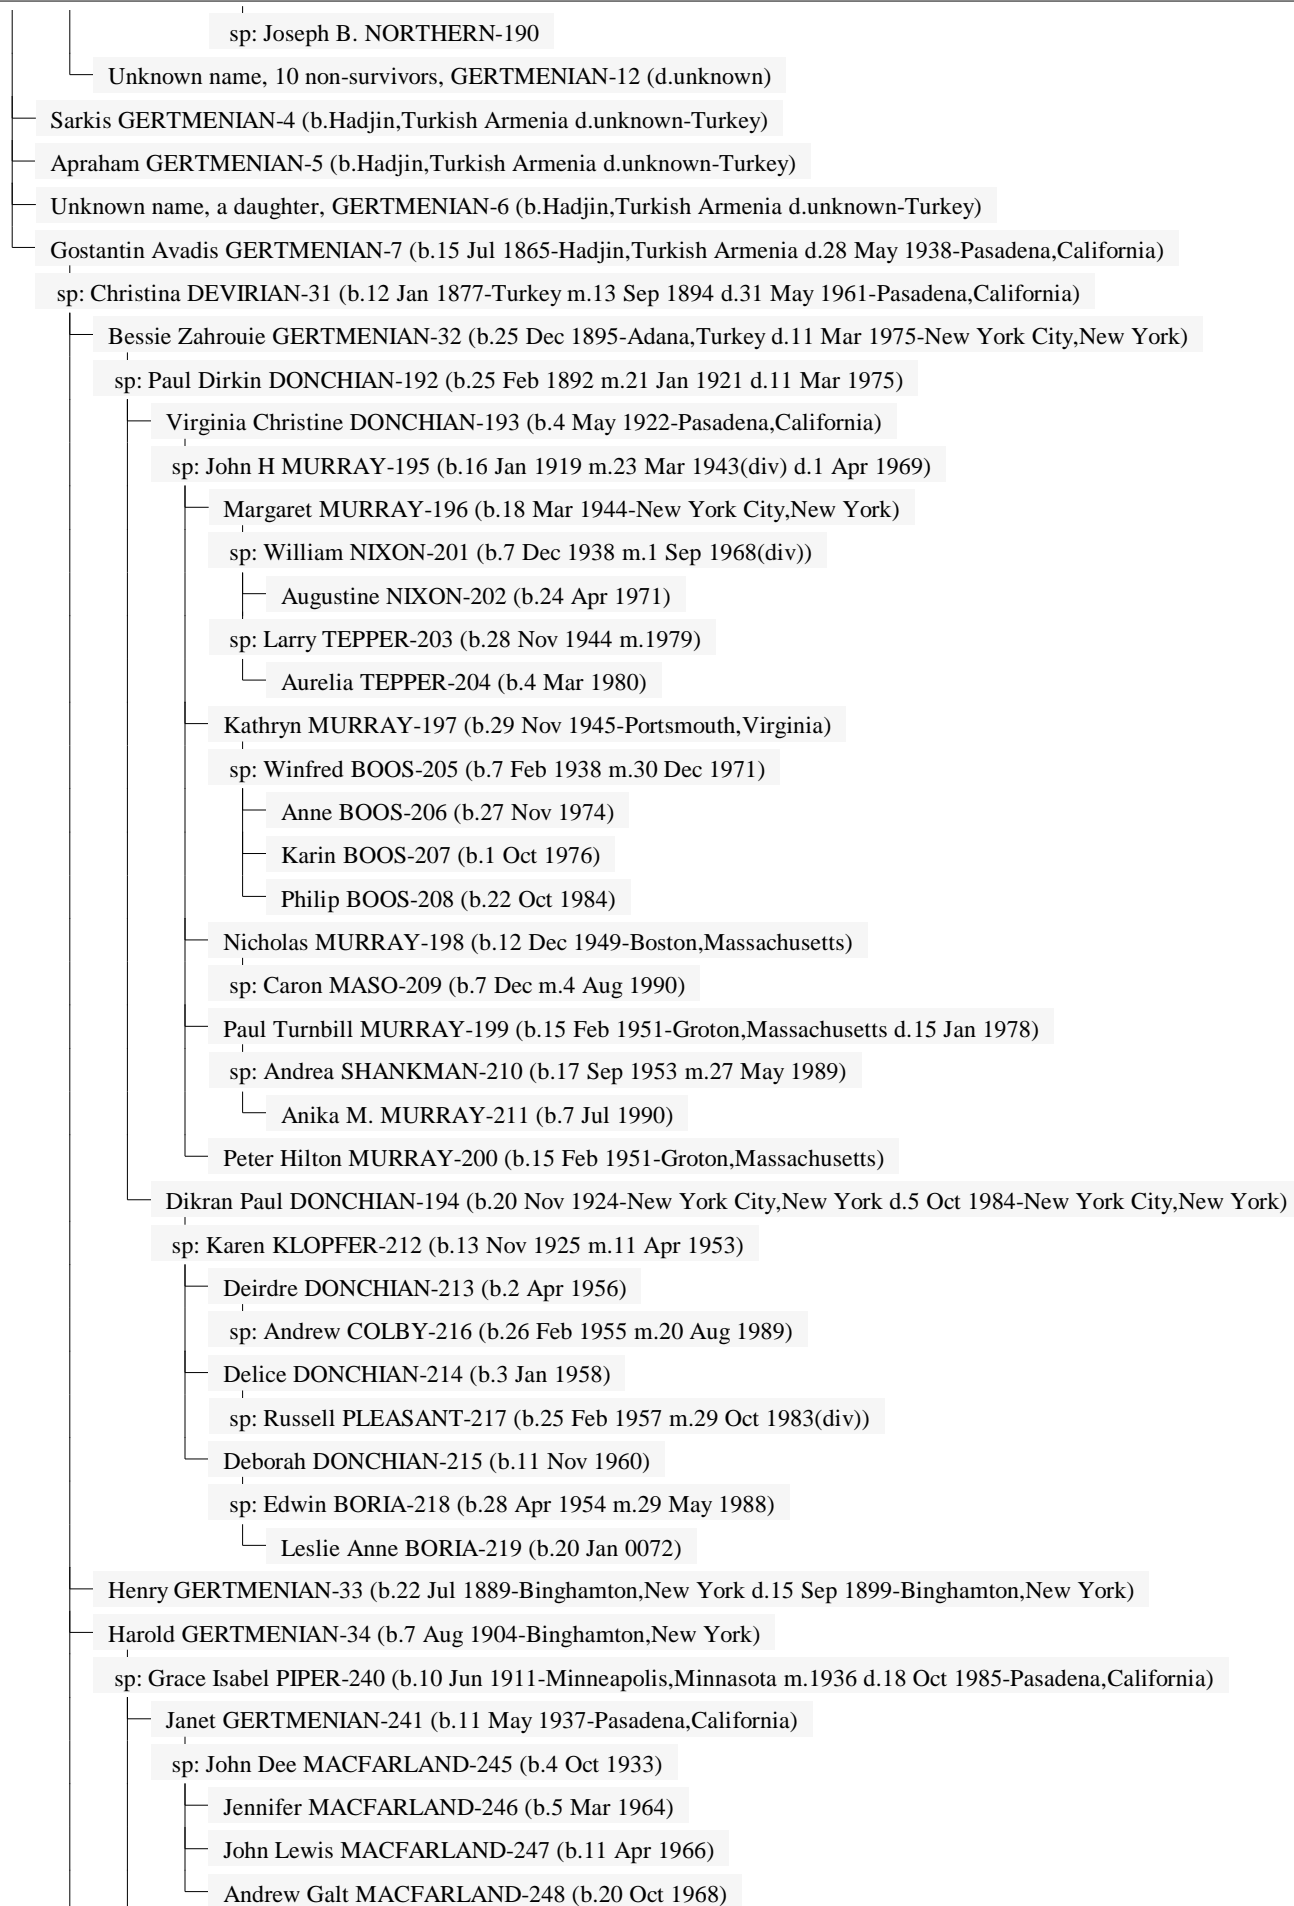 sp: Joseph B. NORTHERN-190
Unknown name, 10 non-survivors, GERTMENIAN-12 (d.unknown)
Sarkis GERTMENIAN-4 (b.Hadjin,Turkish Armenia d.unknown-Turkey)
Apraham GERTMENIAN-5 (b.Hadjin,Turkish Armenia d.unknown-Turkey)
Unknown name, a daughter, GERTMENIAN-6 (b.Hadjin,Turkish Armenia d.unknown-Turkey)
Gostantin Avadis GERTMENIAN-7 (b.15 Jul 1865-Hadjin,Turkish Armenia d.28 May 1938-Pasadena,California)
sp: Christina DEVIRIAN-31 (b.12 Jan 1877-Turkey m.13 Sep 1894 d.31 May 1961-Pasadena,California)
Bessie Zahrouie GERTMENIAN-32 (b.25 Dec 1895-Adana,Turkey d.11 Mar 1975-New York City,New York)
sp: Paul Dirkin DONCHIAN-192 (b.25 Feb 1892 m.21 Jan 1921 d.11 Mar 1975)
Virginia Christine DONCHIAN-193 (b.4 May 1922-Pasadena,California)
sp: John H MURRAY-195 (b.16 Jan 1919 m.23 Mar 1943(div) d.1 Apr 1969)
Margaret MURRAY-196 (b.18 Mar 1944-New York City,New York)
sp: William NIXON-201 (b.7 Dec 1938 m.1 Sep 1968(div))
Augustine NIXON-202 (b.24 Apr 1971)
sp: Larry TEPPER-203 (b.28 Nov 1944 m.1979)
Aurelia TEPPER-204 (b.4 Mar 1980)
Kathryn MURRAY-197 (b.29 Nov 1945-Portsmouth,Virginia)
sp: Winfred BOOS-205 (b.7 Feb 1938 m.30 Dec 1971)
Anne BOOS-206 (b.27 Nov 1974)
Karin BOOS-207 (b.1 Oct 1976)
Philip BOOS-208 (b.22 Oct 1984)
Nicholas MURRAY-198 (b.12 Dec 1949-Boston,Massachusetts)
sp: Caron MASO-209 (b.7 Dec m.4 Aug 1990)
Paul Turnbill MURRAY-199 (b.15 Feb 1951-Groton,Massachusetts d.15 Jan 1978)
sp: Andrea SHANKMAN-210 (b.17 Sep 1953 m.27 May 1989)
Anika M. MURRAY-211 (b.7 Jul 1990)
Peter Hilton MURRAY-200 (b.15 Feb 1951-Groton,Massachusetts)
Dikran Paul DONCHIAN-194 (b.20 Nov 1924-New York City,New York d.5 Oct 1984-New York City,New York)
sp: Karen KLOPFER-212 (b.13 Nov 1925 m.11 Apr 1953)
Deirdre DONCHIAN-213 (b.2 Apr 1956)
sp: Andrew COLBY-216 (b.26 Feb 1955 m.20 Aug 1989)
Delice DONCHIAN-214 (b.3 Jan 1958)
sp: Russell PLEASANT-217 (b.25 Feb 1957 m.29 Oct 1983(div))
Deborah DONCHIAN-215 (b.11 Nov 1960)
sp: Edwin BORIA-218 (b.28 Apr 1954 m.29 May 1988)
Leslie Anne BORIA-219 (b.20 Jan 0072)
Henry GERTMENIAN-33 (b.22 Jul 1889-Binghamton,New York d.15 Sep 1899-Binghamton,New York)
Harold GERTMENIAN-34 (b.7 Aug 1904-Binghamton,New York)
sp: Grace Isabel PIPER-240 (b.10 Jun 1911-Minneapolis,Minnasota m.1936 d.18 Oct 1985-Pasadena,California)
Janet GERTMENIAN-241 (b.11 May 1937-Pasadena,California)
sp: John Dee MACFARLAND-245 (b.4 Oct 1933)
Jennifer MACFARLAND-246 (b.5 Mar 1964)
John Lewis MACFARLAND-247 (b.11 Apr 1966)
Andrew Galt MACFARLAND-248 (b.20 Oct 1968)